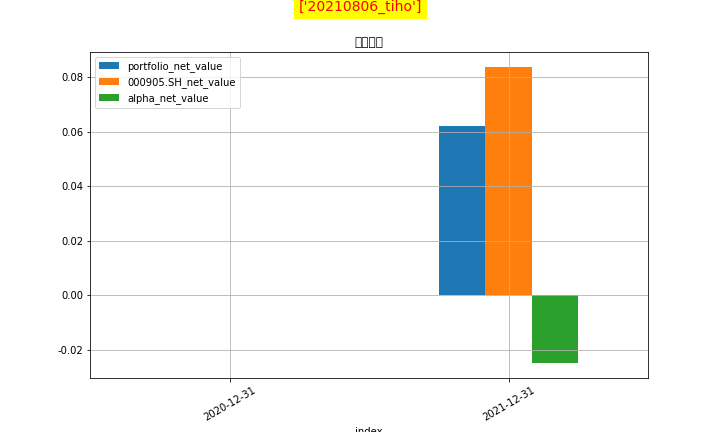 ['20210806_tiho']
portfolio_net_value
000905.SH_net_value
alpha_net_value
0.08
0.06
0.04
0.02
0.00
-0.02
2020-12-31
2021-12-31
index